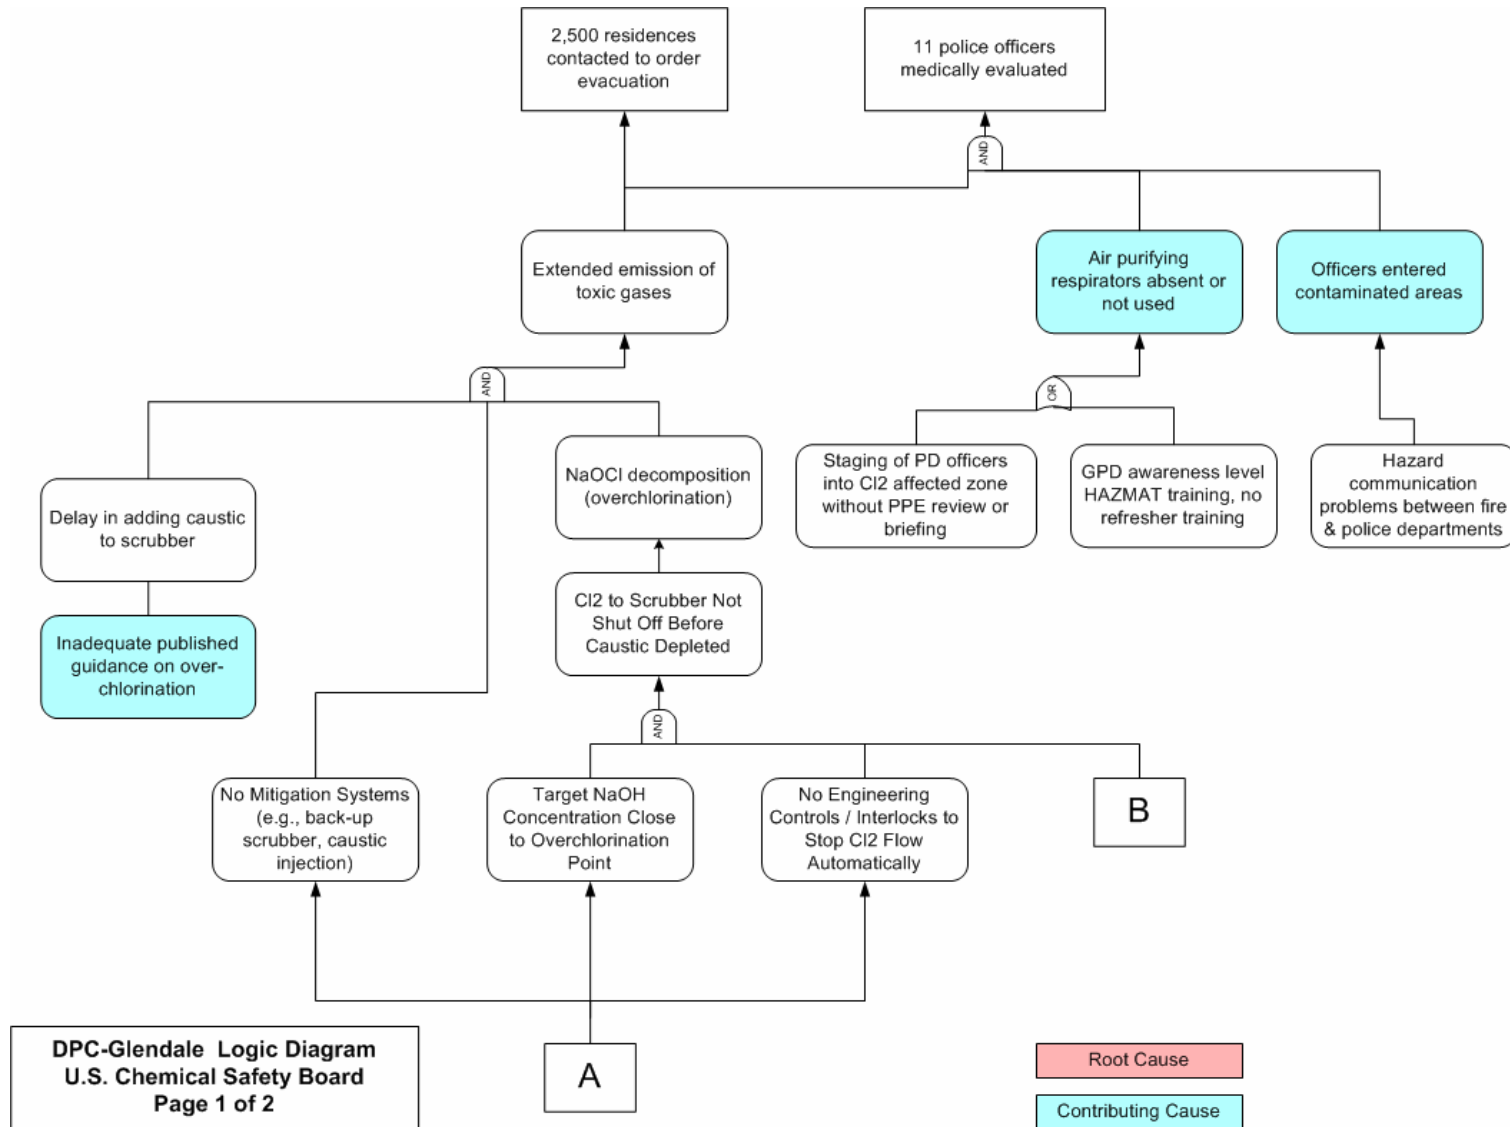 2,500 residences
contacted to order
evacuation
11 police officers
medically evaluated
AND
Extended emission of
toxic gases
Air purifying
respirators absent or
not used
Officers entered
contaminated areas
AND
OR
Delay in adding caustic
to scrubber
NaOCl decomposition
(overchlorination)
Staging of PD officers
into Cl2 affected zone
without PPE review or
briefing
GPD awareness level
HAZMAT training, no
refresher training
Hazard
communication
problems between fire
& police departments
Inadequate published
guidance on over-
chlorination
Cl2 to Scrubber Not
Shut Off Before
Caustic Depleted
AND
No Mitigation Systems
(e.g., back-up
scrubber, caustic
injection)
Target NaOH
Concentration Close
to Overchlorination
Point
No Engineering
Controls / Interlocks to
Stop Cl2 Flow
Automatically
B
DPC-Glendale Logic Diagram
U.S. Chemical Safety Board
Page 1 of 2
A
Root Cause
Contributing Cause